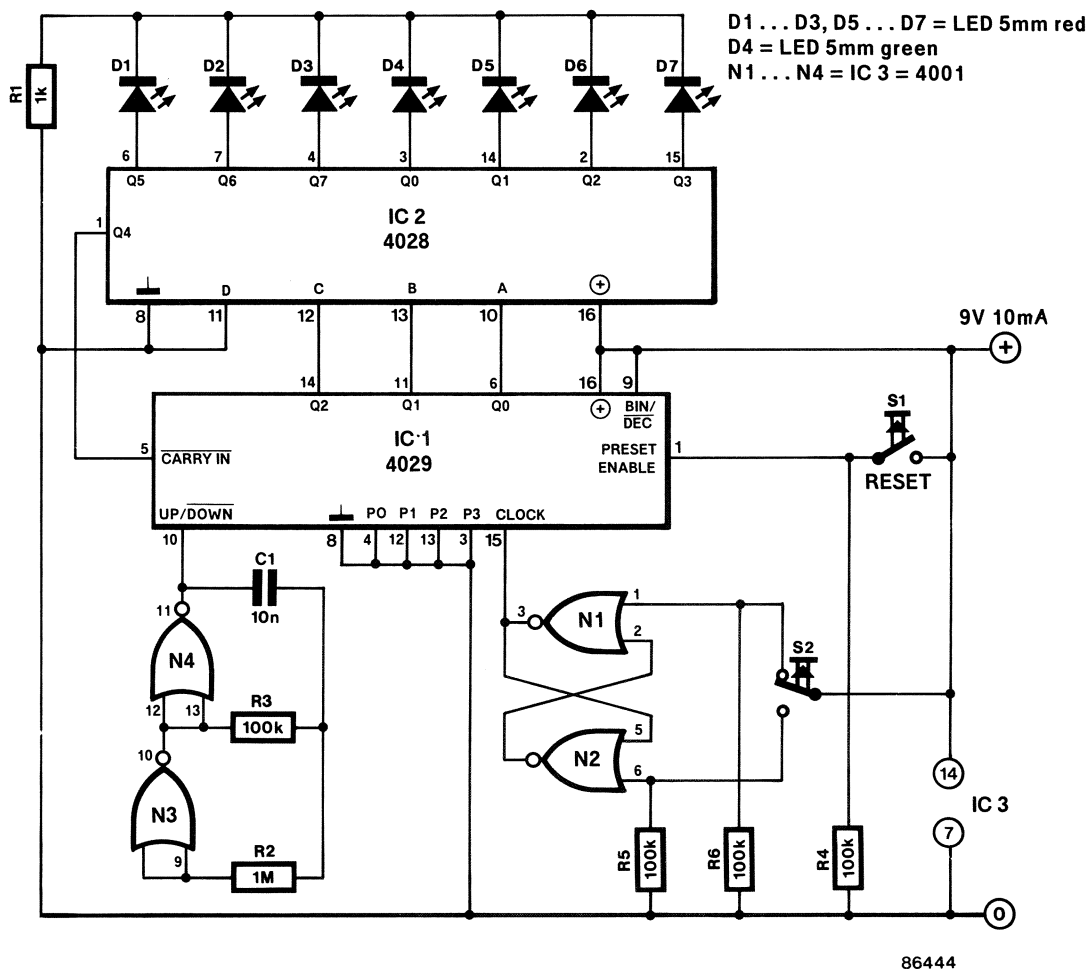 D1 . . . D3, D5 . . . D7 = LED 5mm red
D4 = LED 5mm green
N1 . . . N4 = IC 3 = 4001
D1 D2 D3 D4 D5 D6 D7
R1
1k
6 7 4 3 14 2 15
Q5 Q6 Q7 Q0 Q1 Q2 Q3
IC 2
4028
1
Q4
D C B A +
8 11 12 13 10 16
9V 10mA
+
14 11 6 16 9
Q2 Q1 Q0 + BIN/
DEC
IC 1
4029
5
CARRY IN
PRESET
ENABLE
1
S1
RESET
UP/DOWN P0 P1 P2 P3 CLOCK
10 8 4 12 13 3 15
C1
10n
11
N4
12 13
R3
100k
10
N3
9
R2
1M
3
N1
1
2
N2
5
6
S2
R5
100k
R6
100k
R4
100k
14
IC 3
7
0
86444